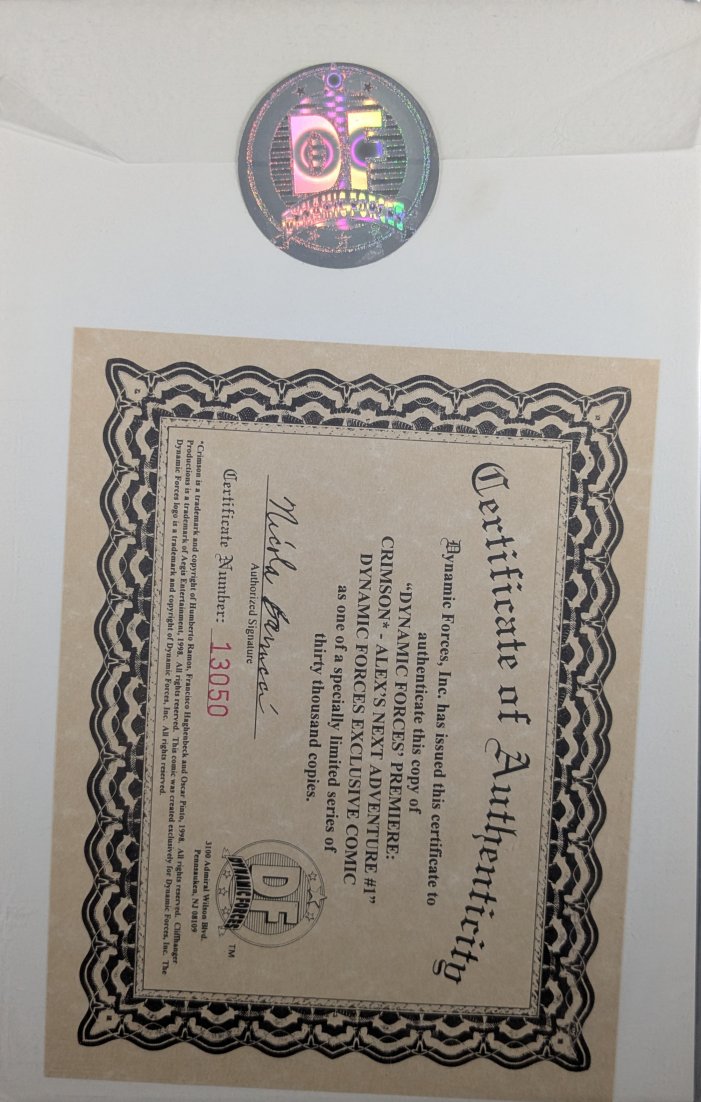 DF
DYNAMIC FORCES
Certificate of Authenticity
Dynamic Forces, Inc. has issued this certificate to
authenticate this copy of
“DYNAMIC FORCES’ PREMIERE:
CRIMSON* - ALEX’S NEXT ADVENTURE #1”
DYNAMIC FORCES EXCLUSIVE COMIC
as one of a specially limited series of
thirty thousand copies.
Nicola Barrucci
Authorized Signature
Certificate Number: 13050
DF
DYNAMIC FORCES
TM
3100 Admiral Wilson Blvd.
Pennsauken, NJ 08109
*Crimson is a trademark and copyright of Humberto Ramos, Francisco Haghenbeck and Oscar Pinto, 1998. All rights reserved. Cliffhanger
Productions is a trademark of Aegis Entertainment, 1998. All rights reserved. This comic was created exclusively for Dynamic Forces, Inc. The
Dynamic Forces logo is a trademark and copyright of Dynamic Forces, Inc. All rights reserved.